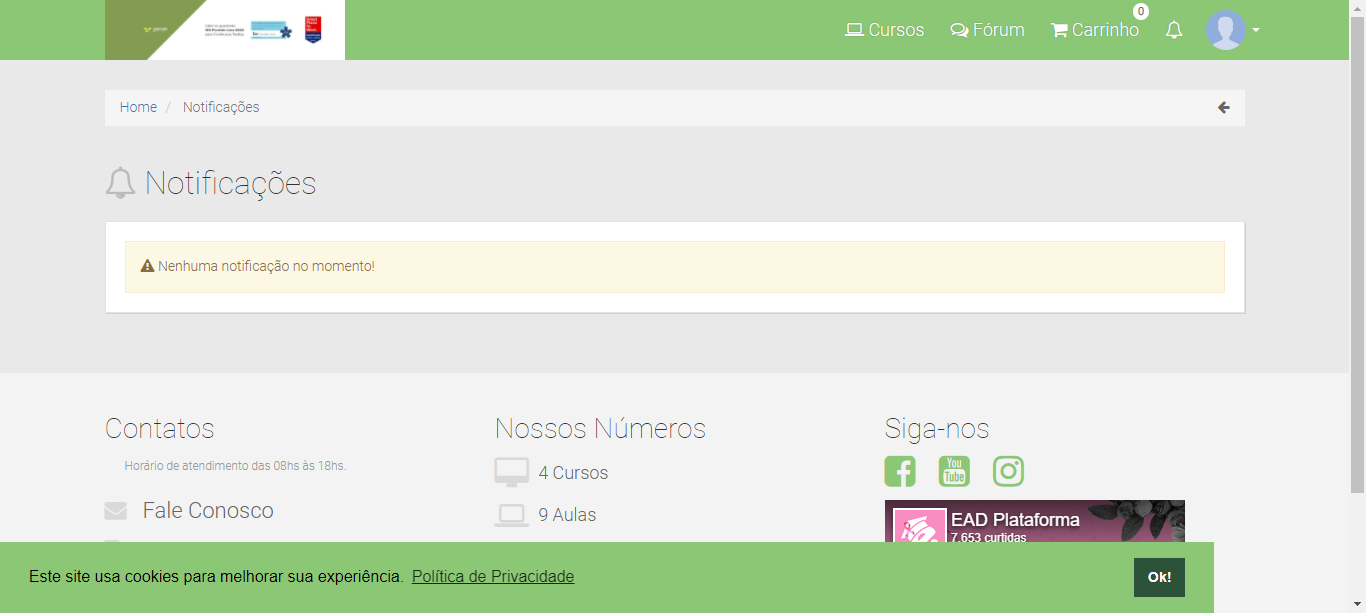 Cursos
Fórum
Carrinho
0
Home / Notificações
Notificações
Nenhuma notificação no momento!
Contatos
Horário de atendimento das 08hs às 18hs.
Fale Conosco
Nossos Números
4 Cursos
9 Aulas
Siga-nos
You
Tube
EAD Plataforma
7.653 curtidas
Este site usa cookies para melhorar sua experiência. Política de Privacidade
Ok!